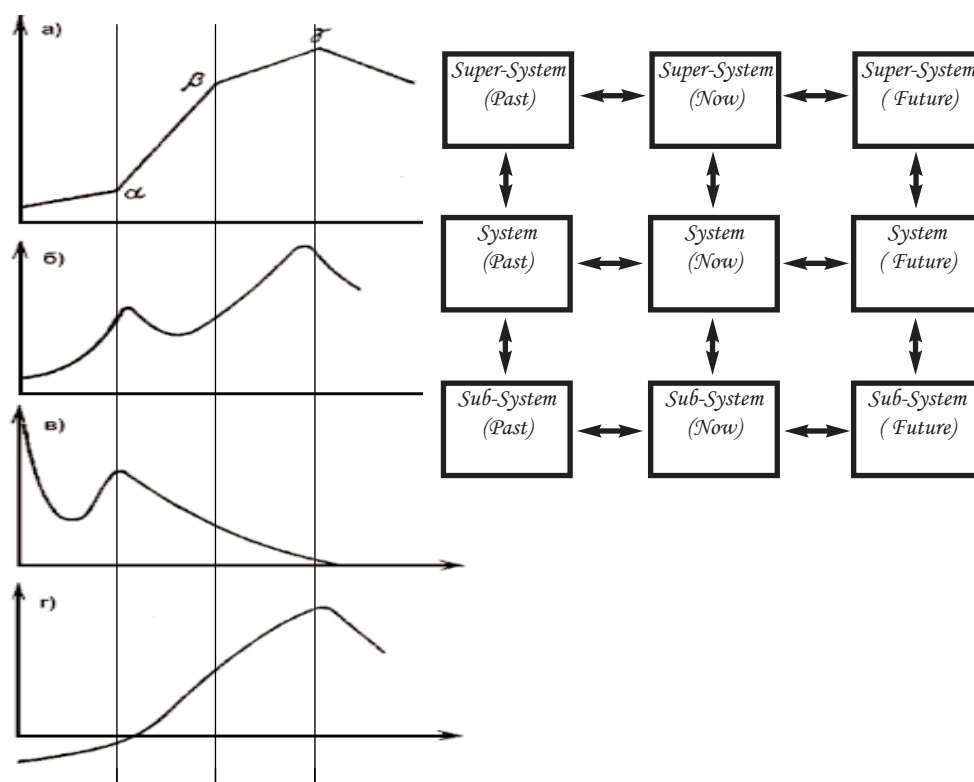 а)
α
β
γ
б)
в)
г)
Super-System
(Past)
Super-System
(Now)
Super-System
( Future)
System
(Past)
System
(Now)
System
( Future)
Sub-System
(Past)
Sub-System
(Now)
Sub-System
( Future)